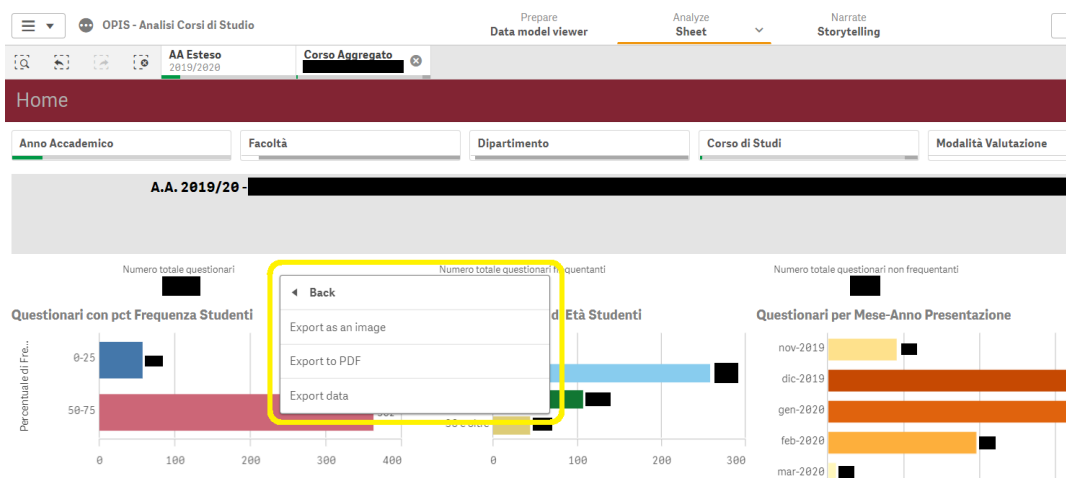 Prepare
Data model viewer
Analyze
Sheet
Narrate
Storytelling
OPIS - Analisi Corsi di Studio
AA Esteso
2019/2020
Corso Aggregato
Home
Anno Accademico
Facoltà
Dipartimento
Corso di Studi
Modalità Valutazione
A.A. 2019/20 -
Numero totale questionari
Numero totale questionari frequentanti
Numero totale questionari non frequentanti
Back
Export as an image
Export to PDF
Export data
Questionari con pct Frequenza Studenti
Percentuale di Fre...
0-25
50-75
0 100 200 300 400
di Età Studenti
0 100 200 300
Questionari per Mese-Anno Presentazione
nov-2019
dic-2019
gen-2020
feb-2020
mar-2020